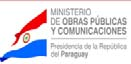 MINISTERIO
DE OBRAS PÚBLICAS
Y COMUNICACIONES
Presidencia de la República
del Paraguay